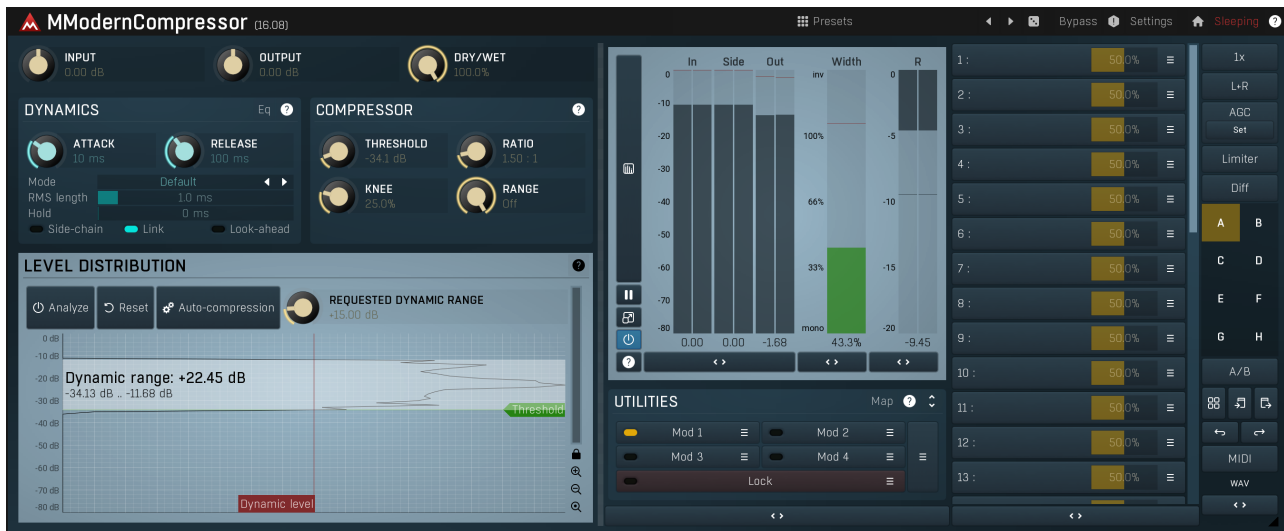 MModernCompressor (16.08)
Presets
Bypass
Settings
Sleeping
INPUT
0.00 dB
OUTPUT
0.00 dB
DRY/WET
100.0%
DYNAMICS
Eq
ATTACK
10 ms
RELEASE
100 ms
Mode
Default
RMS length
1.0 ms
Hold
0 ms
Side-chain
Link
Look-ahead
COMPRESSOR
THRESHOLD
-34.1 dB
RATIO
1.50 : 1
KNEE
25.0%
RANGE
Off
LEVEL DISTRIBUTION
Analyze
Reset
Auto-compression
REQUESTED DYNAMIC RANGE
+15.00 dB
0 dB
-10 dB
-20 dB
-30 dB
-40 dB
-50 dB
-60 dB
-70 dB
-80 dB
Dynamic range: +22.45 dB
-34.13 dB .. -11.68 dB
Threshold
Dynamic level
In
Side
Out
Width
R
0
-10
-20
-30
-40
-50
-60
-70
-80
inv
100%
66%
33%
mono
0
-5
-10
-15
-20
0.00
0.00
-1.68
43.3%
-9.45
UTILITIES
Map
Mod 1
Mod 2
Mod 3
Mod 4
Lock
1 :
50.0%
2 :
50.0%
3 :
50.0%
4 :
50.0%
5 :
50.0%
6 :
50.0%
7 :
50.0%
8 :
50.0%
9 :
50.0%
10 :
50.0%
11 :
50.0%
12 :
50.0%
13 :
50.0%
1x
L+R
AGC
Set
Limiter
Diff
A
B
C
D
E
F
G
H
A/B
MIDI
WAV